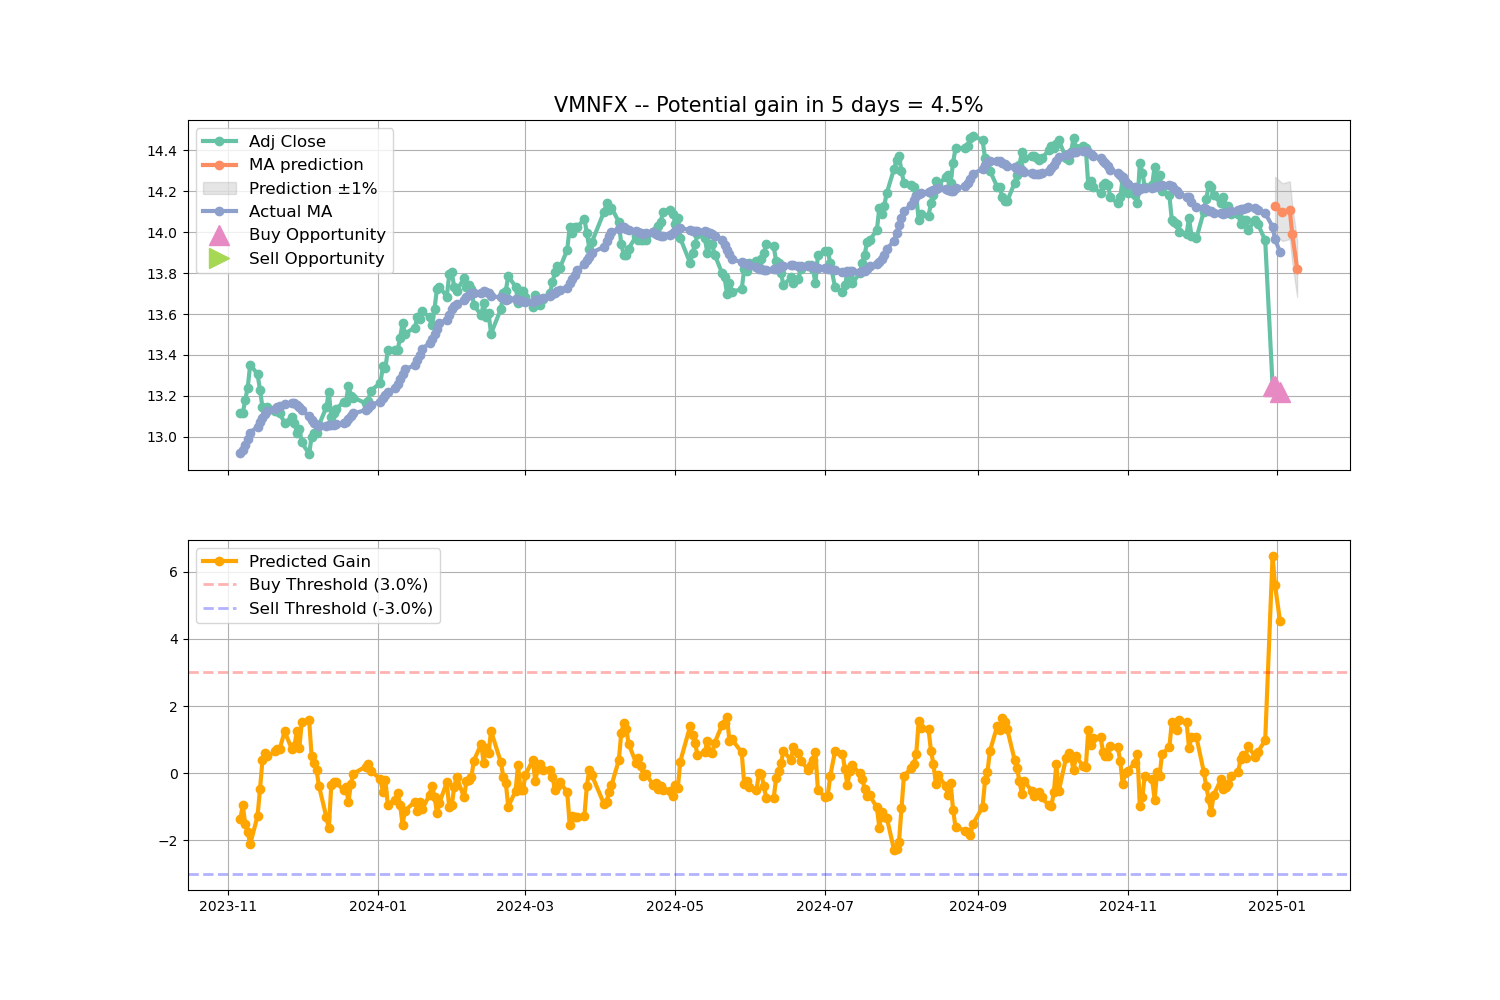 VMNFX -- Potential gain in 5 days = 4.5%
Adj Close
MA prediction
Prediction ±1%
Actual MA
Buy Opportunity
Sell Opportunity
14.4
14.2
14.0
13.8
13.6
13.4
13.2
13.0
Predicted Gain
Buy Threshold (3.0%)
Sell Threshold (-3.0%)
6
4
2
0
−2
2023-11 2024-01 2024-03 2024-05 2024-07 2024-09 2024-11 2025-01